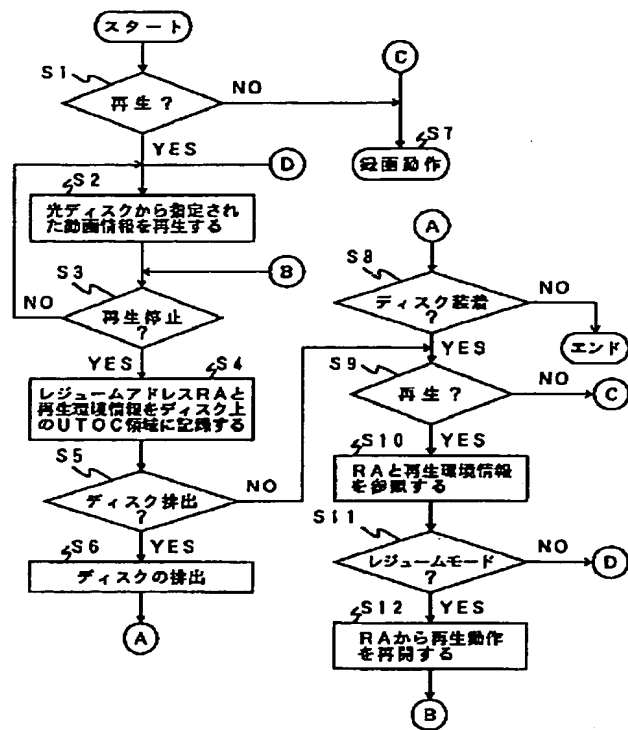 スタート
S1
再生?
NO
YES
D
S2
光ディスクから指定され
た動画情報を再生する
B
S3
NO
再生停止
?
YES
S4
レジュームアドレスRAと
再生環境情報をディスク上
のUTOC領域に記録する
S5
ディスク排出
?
NO
YES
S6
ディスクの排出
A
C
S7
録画動作
A
S8
ディスク装着
?
NO
エンド
YES
S9
再生?
NO
C
YES
S10
RAと再生環境情報
を参照する
S11
レジュームモード
?
NO
D
YES
S12
RAから再生動作
を再開する
B